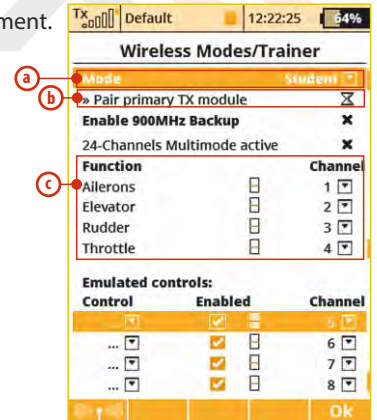 ment.
Tx Default 12:22:25 64%
Wireless Modes/Trainer
a Mode Student
b » Pair primary TX module
Enable 900MHz Backup ×
24-Channels Multimode active ×
c Function Channel
Ailerons 1
Elevator 2
Rudder 3
Throttle 4
Emulated controls:
Control Enabled Channel
... 5
... 6
... 7
... 8
Ok